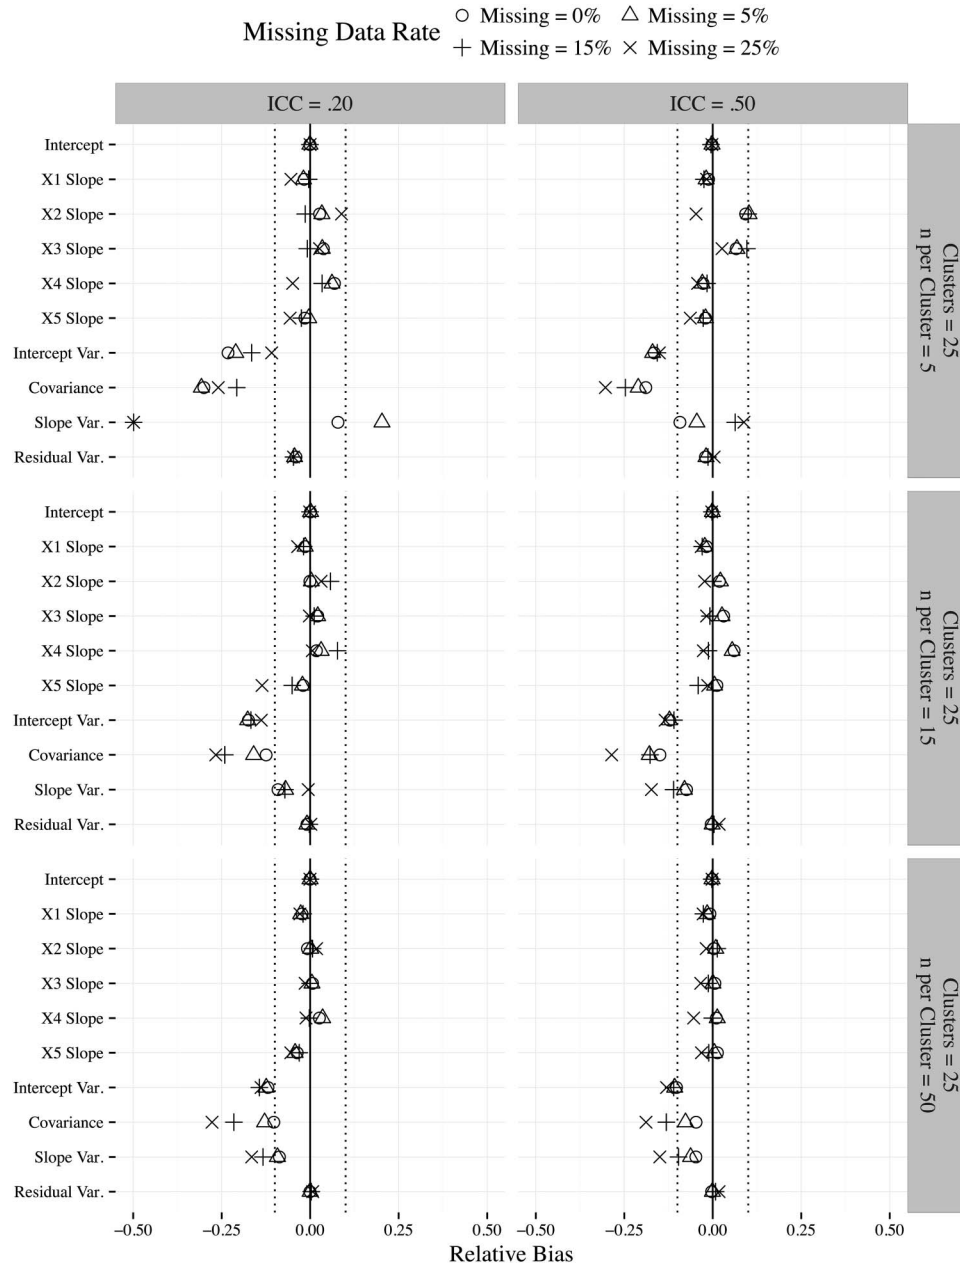 Missing Data Rate
Missing = 0%
Missing = 5%
Missing = 15%
Missing = 25%
ICC = .20
ICC = .50
Intercept
X1 Slope
X2 Slope
X3 Slope
X4 Slope
X5 Slope
Intercept Var.
Covariance
Slope Var.
Residual Var.
Clusters = 25
n per Cluster = 5
Intercept
X1 Slope
X2 Slope
X3 Slope
X4 Slope
X5 Slope
Intercept Var.
Covariance
Slope Var.
Residual Var.
Clusters = 25
n per Cluster = 15
Intercept
X1 Slope
X2 Slope
X3 Slope
X4 Slope
X5 Slope
Intercept Var.
Covariance
Slope Var.
Residual Var.
Clusters = 25
n per Cluster = 50
−0.50 −0.25 0.00 0.25 0.50 −0.50 −0.25 0.00 0.25 0.50
Relative Bias